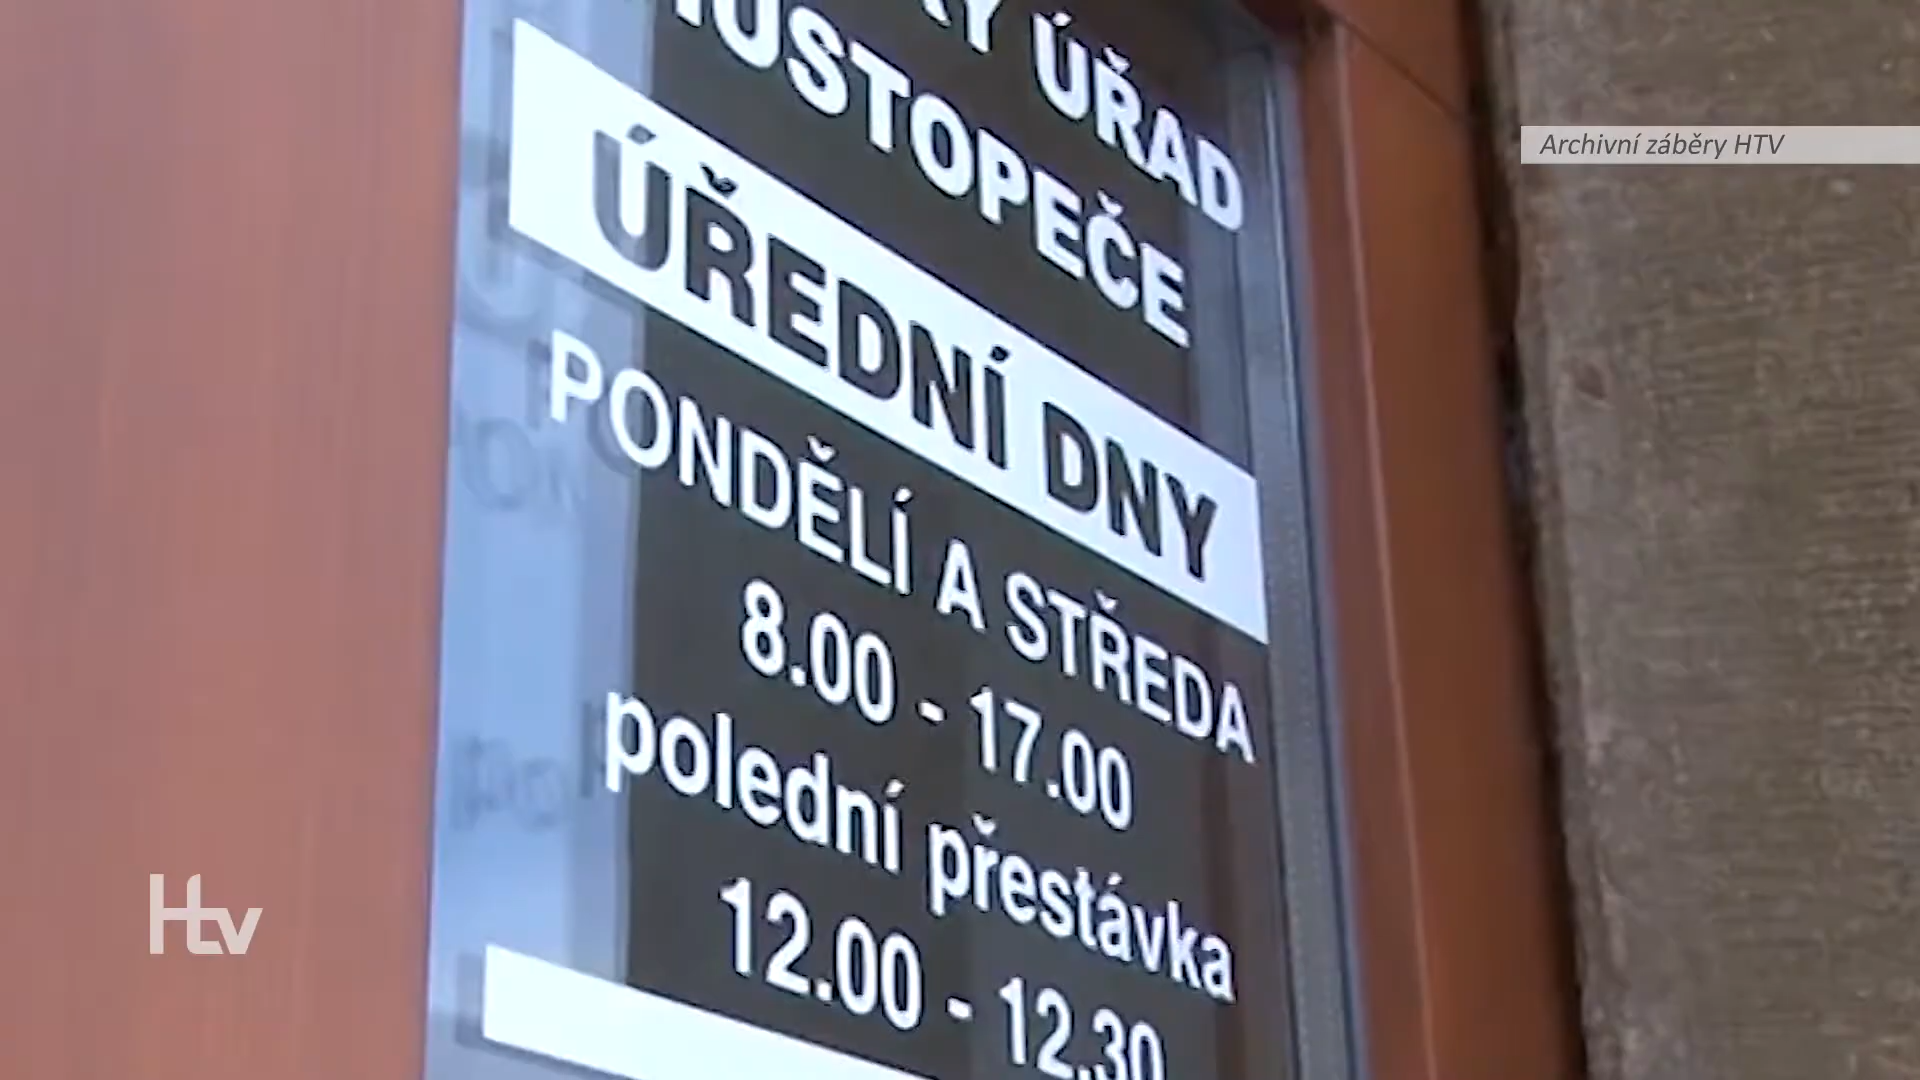 ÚŘAD
Archivní záběry HTV
ÚŘEDNÍ DNY
PONDĚLÍ A STŘEDA
8.00 - 17.00
polední přestávka
12.00 - 12.30
Htv